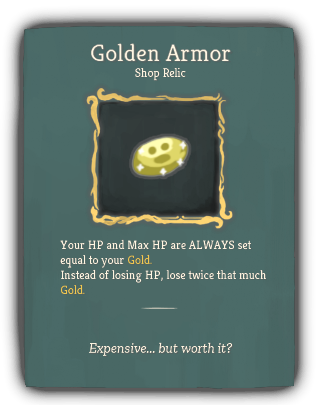 Golden Armor
Shop Relic
Your HP and Max HP are ALWAYS set
equal to your Gold.
Instead of losing HP, lose twice that much
Gold.
Expensive... but worth it?